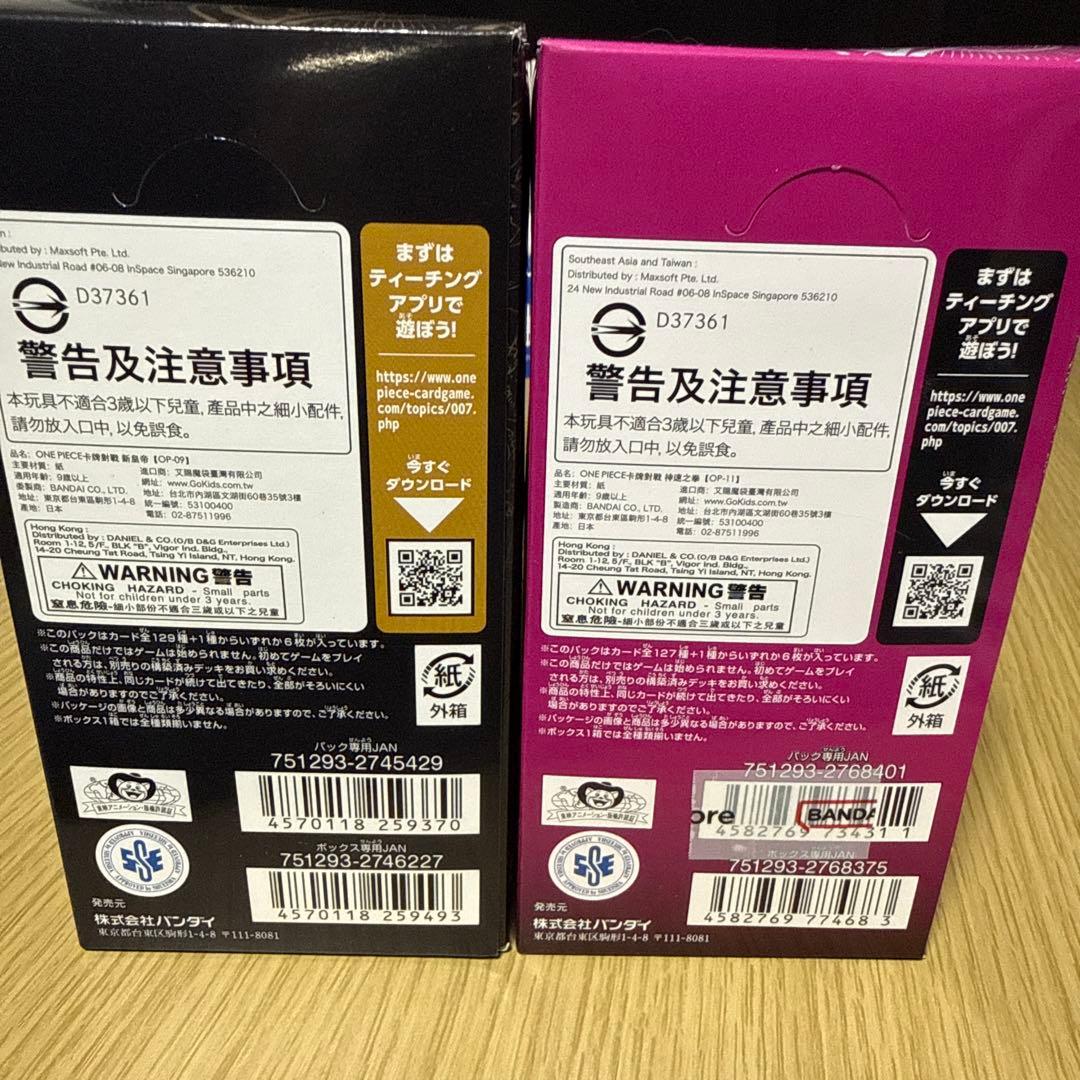 n :
buted by : Maxsoft Pte. Ltd.
New Industrial Road #06-08 InSpace Singapore 536210
D37361
警告及注意事項
本玩具不適合3歲以下兒童, 產品中之細小配件,
請勿放入口中, 以免誤食。
品名: ONE PIECE卡牌對戰 新皇帝【OP-09】
主要材質: 紙
進口商: 艾賜魔袋臺灣有限公司
適用年齡: 9歲以上
網址: www.GoKids.com.tw
委製商: BANDAI CO., LTD.
地址: 台北市內湖區文湖街60巷35號3樓
地址: 東京都台東區駒形1-4-8
統一編號: 53100400
產地: 日本
電話: 02-87511996
Hong Kong :
Distributed by : DANIEL & CO.(O/B D&G Enterprises Ltd.)
Room 1-12, 5/F., BLK "B", Vigor Ind. Bldg.,
14-20 Cheung Tat Road, Tsing Yi Island, NT, Hong Kong.
WARNING 警告
CHOKING HAZARD - Small parts
Not for children under 3 years.
窒息危險-細小部份不適合三歲或以下之兒童
まずは
ティーチング
アプリで
遊ぼう!
https://www.one
piece-cardgame.
com/topics/007.
php
今すぐ
ダウンロード
※このパックはカード全129種+1種からいずれか6枚が入っています。
※この商品だけではゲームは始められません。初めてゲームをプレイ
される方は、別売りの構築済みデッキをお買い求めください。
※商品の特性上、同じカードが続けて出てきたり、全部がそろいにくい
場合がありますのでご了承ください。
※パッケージの画像と商品は多少異なる場合がありますので、ご了承ください。
※ボックス1箱では全種類揃いません。
紙
外箱
パック専用JAN
751293-2745429
4570118 259370
ボックス専用JAN
751293-2746227
4570118 259493
発売元
株式会社バンダイ
東京都台東区駒形1-4-8 〒111-8081
Southeast Asia and Taiwan :
Distributed by : Maxsoft Pte. Ltd.
24 New Industrial Road #06-08 InSpace Singapore 536210
D37361
警告及注意事項
本玩具不適合3歲以下兒童, 產品中之細小配件,
請勿放入口中, 以免誤食。
品名: ONE PIECE卡牌對戰 神速之拳【OP-11】
主要材質: 紙
進口商: 艾賜魔袋臺灣有限公司
適用年齡: 9歲以上
網址: www.GoKids.com.tw
製造商: BANDAI CO., LTD.
地址: 台北市內湖區文湖街60巷35號3樓
地址: 東京都台東區駒形1-4-8
統一編號: 53100400
產地: 日本
電話: 02-87511996
Hong Kong :
Distributed by : DANIEL & CO.(O/B D&G Enterprises Ltd.)
Room 1-12, 5/F., BLK "B", Vigor Ind. Bldg.,
14-20 Cheung Tat Road, Tsing Yi Island, NT, Hong Kong.
WARNING 警告
CHOKING HAZARD - Small parts
Not for children under 3 years.
窒息危險-細小部份不適合三歲或以下之兒童
まずは
ティーチング
アプリで
遊ぼう!
https://www.one
piece-cardgame.
com/topics/007.
php
今すぐ
ダウンロード
※このパックはカード全127種+1種からいずれか6枚が入っています。
※この商品だけではゲームは始められません。初めてゲームをプレイ
される方は、別売りの構築済みデッキをお買い求めください。
※商品の特性上、同じカードが続けて出てきたり、全部がそろいにくい
場合がありますのでご了承ください。
※パッケージの画像と商品は多少異なる場合がありますので、ご了承ください。
※ボックス1箱では全種類揃いません。
紙
外箱
パック専用JAN
751293-2768401
ore
BANDA
4582769 773431 1
ボックス専用JAN
751293-2768375
4582769 774683
発売元
株式会社バンダイ
東京都台東区駒形1-4-8 〒111-8081